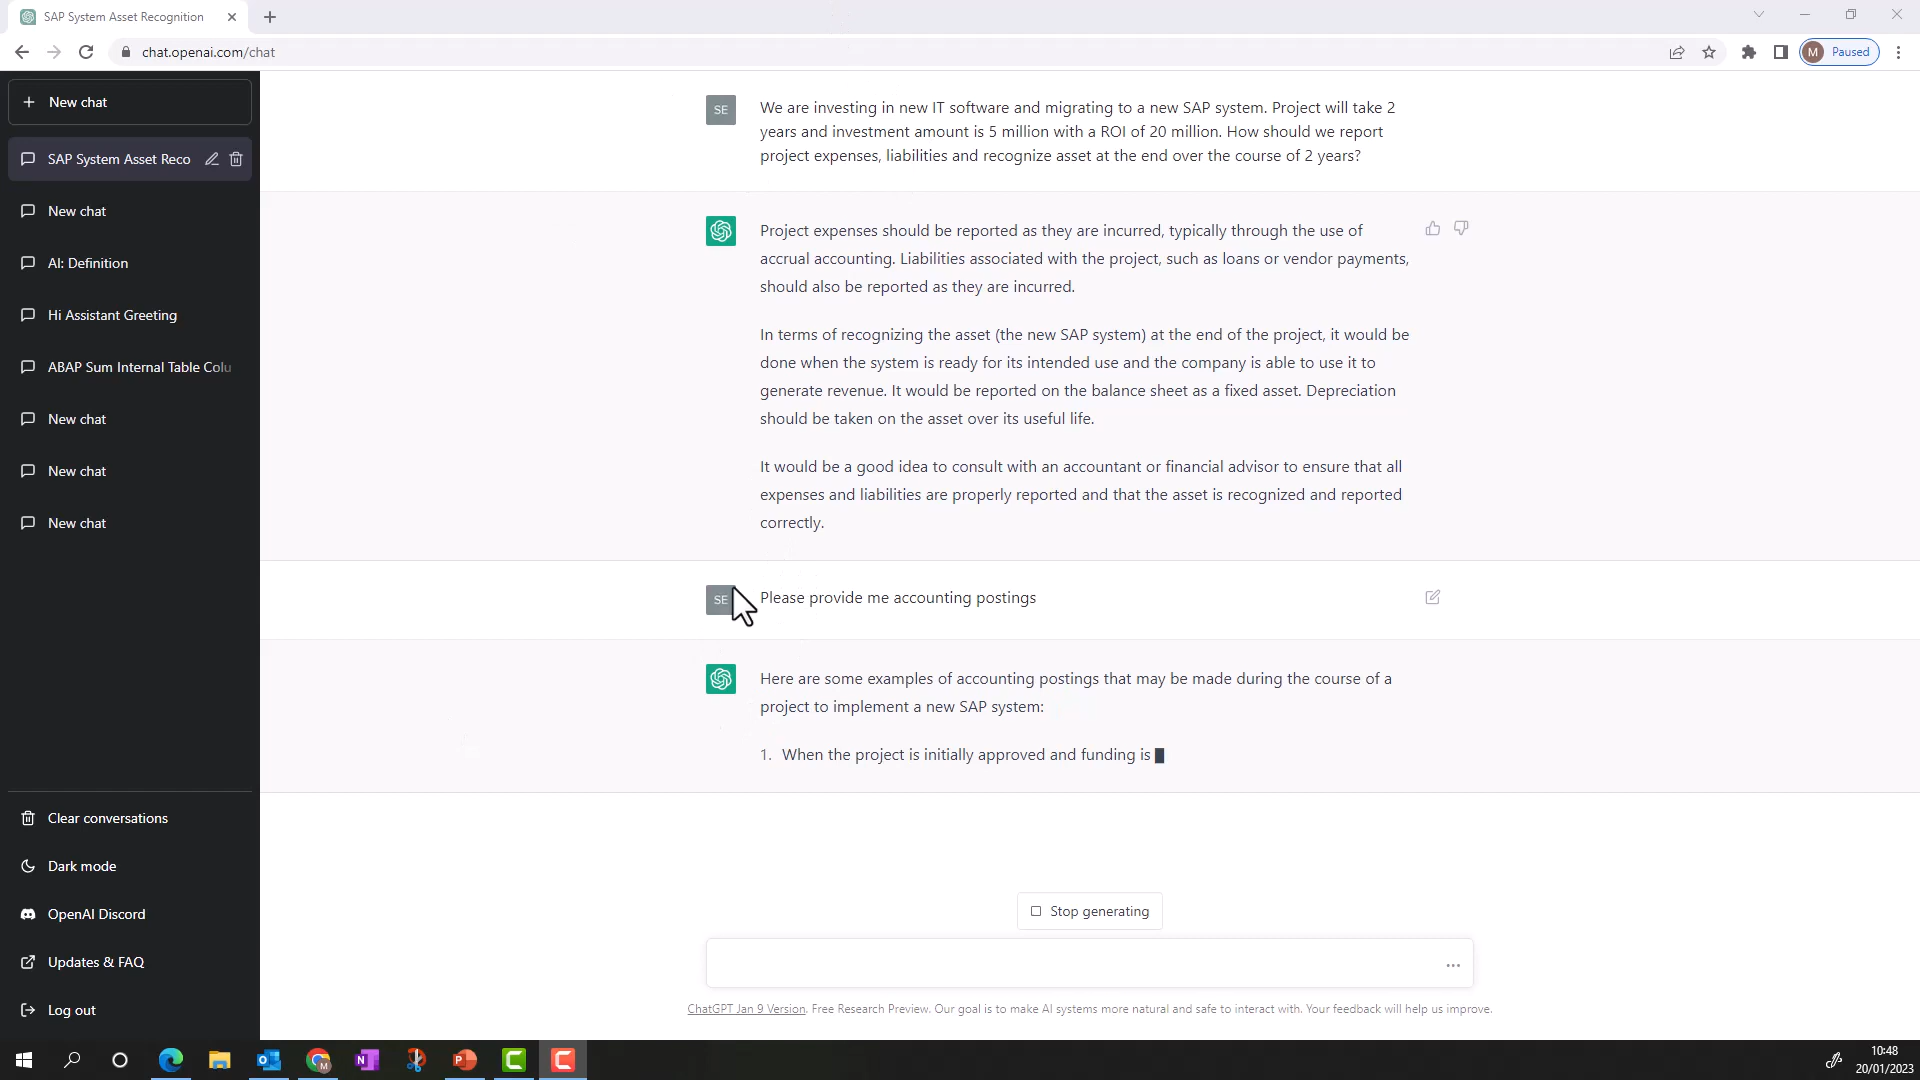 SAP System Asset Recognition
chat.openai.com/chat
M Paused
New chat
SAP System Asset Reco
New chat
AI: Definition
Hi Assistant Greeting
ABAP Sum Internal Table Colu
New chat
New chat
New chat
Clear conversations
Dark mode
OpenAI Discord
Updates & FAQ
Log out
SE
We are investing in new IT software and migrating to a new SAP system. Project will take 2
years and investment amount is 5 million with a ROI of 20 million. How should we report
project expenses, liabilities and recognize asset at the end over the course of 2 years?
Project expenses should be reported as they are incurred, typically through the use of
accrual accounting. Liabilities associated with the project, such as loans or vendor payments,
should also be reported as they are incurred.
In terms of recognizing the asset (the new SAP system) at the end of the project, it would be
done when the system is ready for its intended use and the company is able to use it to
generate revenue. It would be reported on the balance sheet as a fixed asset. Depreciation
should be taken on the asset over its useful life.
It would be a good idea to consult with an accountant or financial advisor to ensure that all
expenses and liabilities are properly reported and that the asset is recognized and reported
correctly.
SE
Please provide me accounting postings
Here are some examples of accounting postings that may be made during the course of a
project to implement a new SAP system:
1. When the project is initially approved and funding is
Stop generating
ChatGPT Jan 9 Version. Free Research Preview. Our goal is to make AI systems more natural and safe to interact with. Your feedback will help us improve.
10:48
20/01/2023